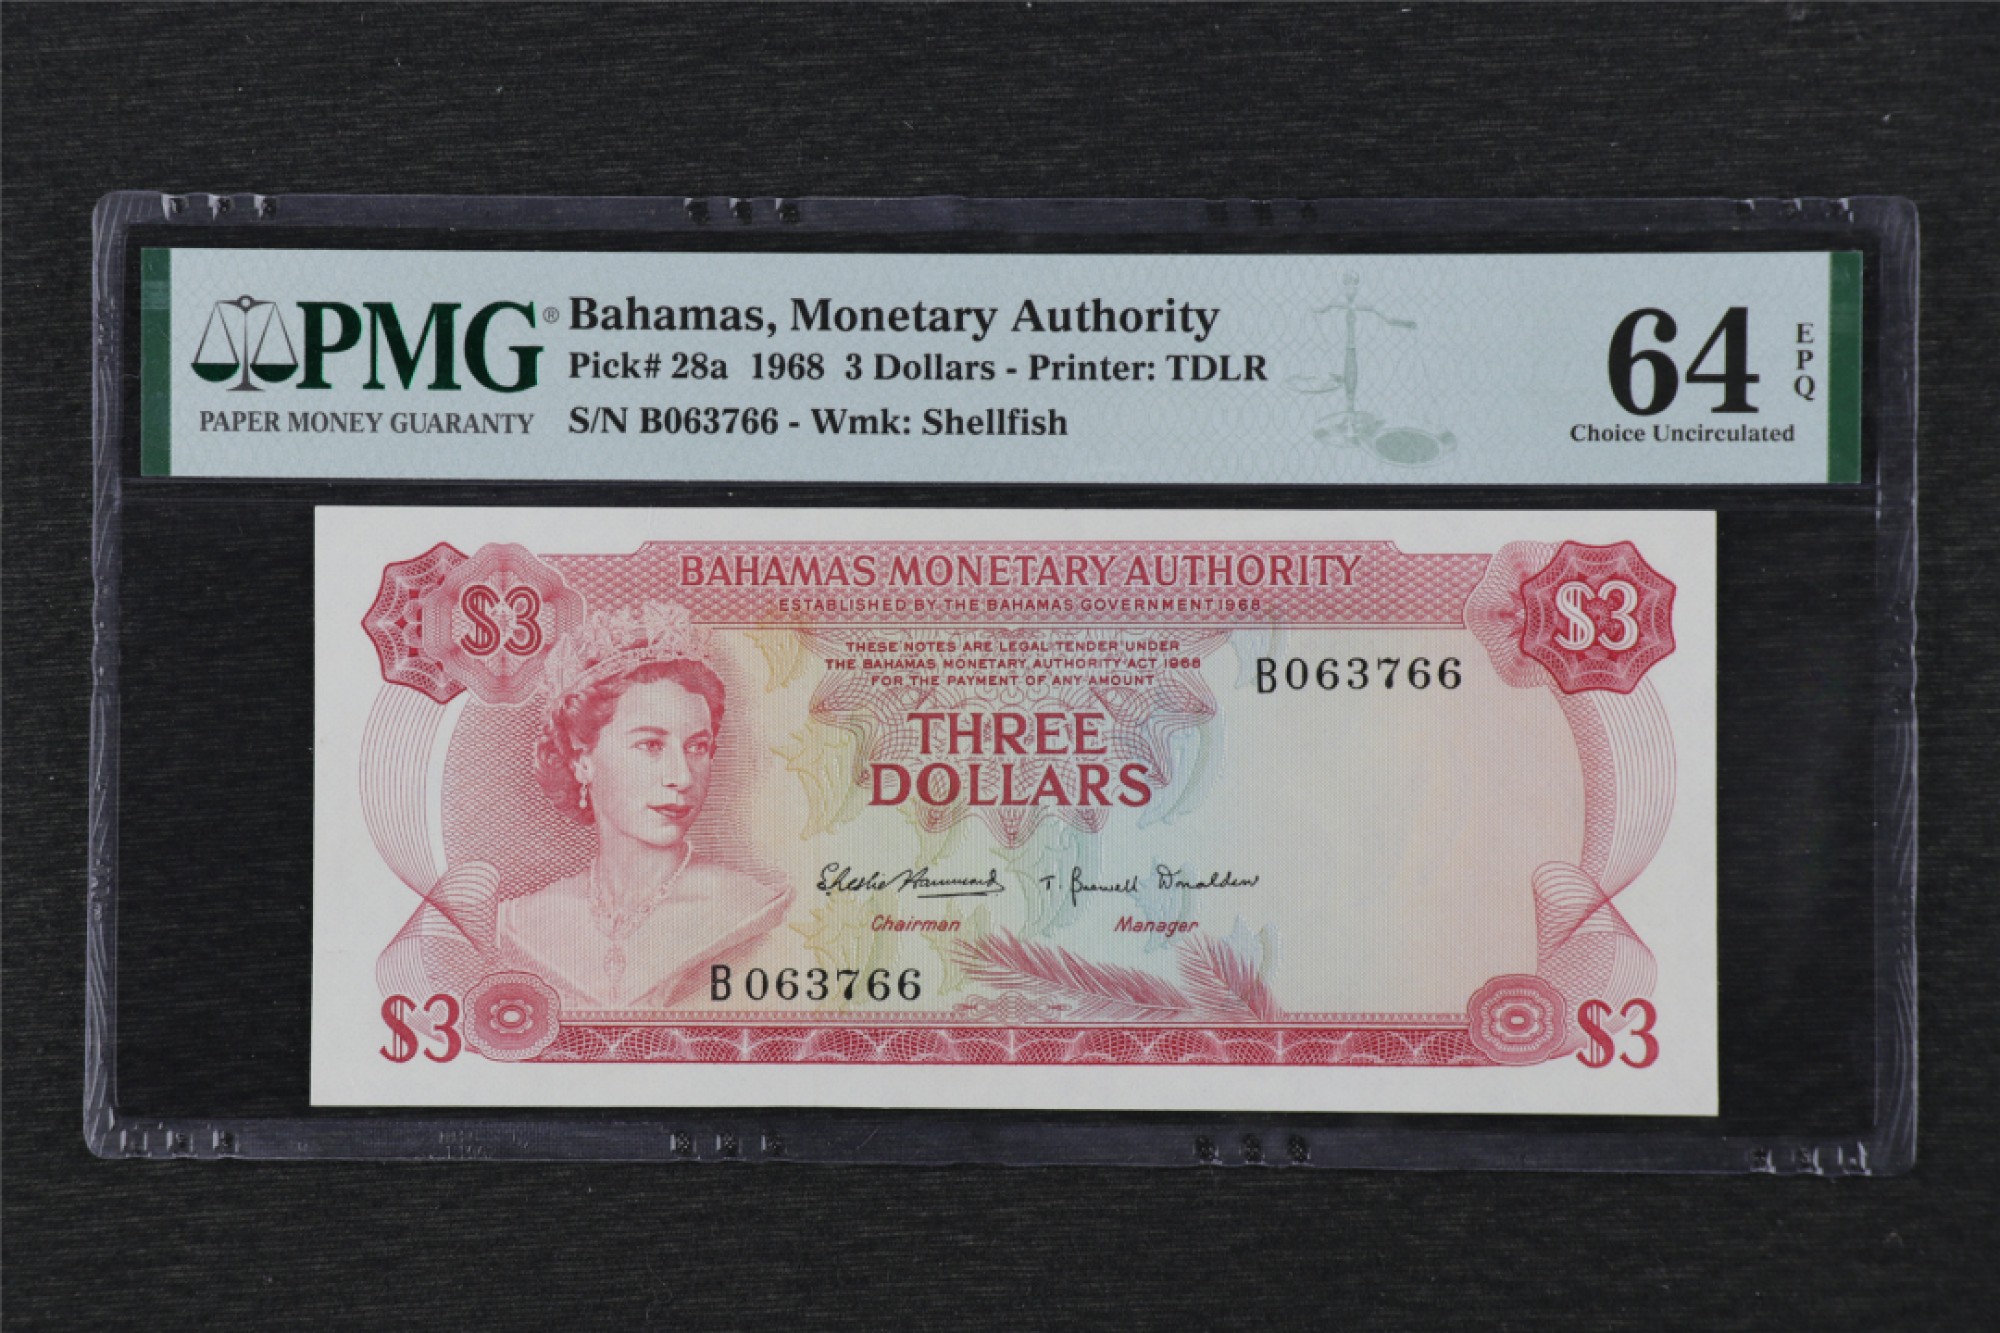 PMG®
PAPER MONEY GUARANTY
Bahamas, Monetary Authority
Pick# 28a 1968 3 Dollars - Printer: TDLR
S/N B063766 - Wmk: Shellfish
64
EPQ
Choice Uncirculated
$3
BAHAMAS MONETARY AUTHORITY
ESTABLISHED BY THE BAHAMAS GOVERNMENT 1968
$3
THESE NOTES ARE LEGAL TENDER UNDER
THE BAHAMAS MONETARY AUTHORITY ACT 1968
FOR THE PAYMENT OF ANY AMOUNT
B063766
THREE
DOLLARS
Chairman
Manager
B063766
$3
$3